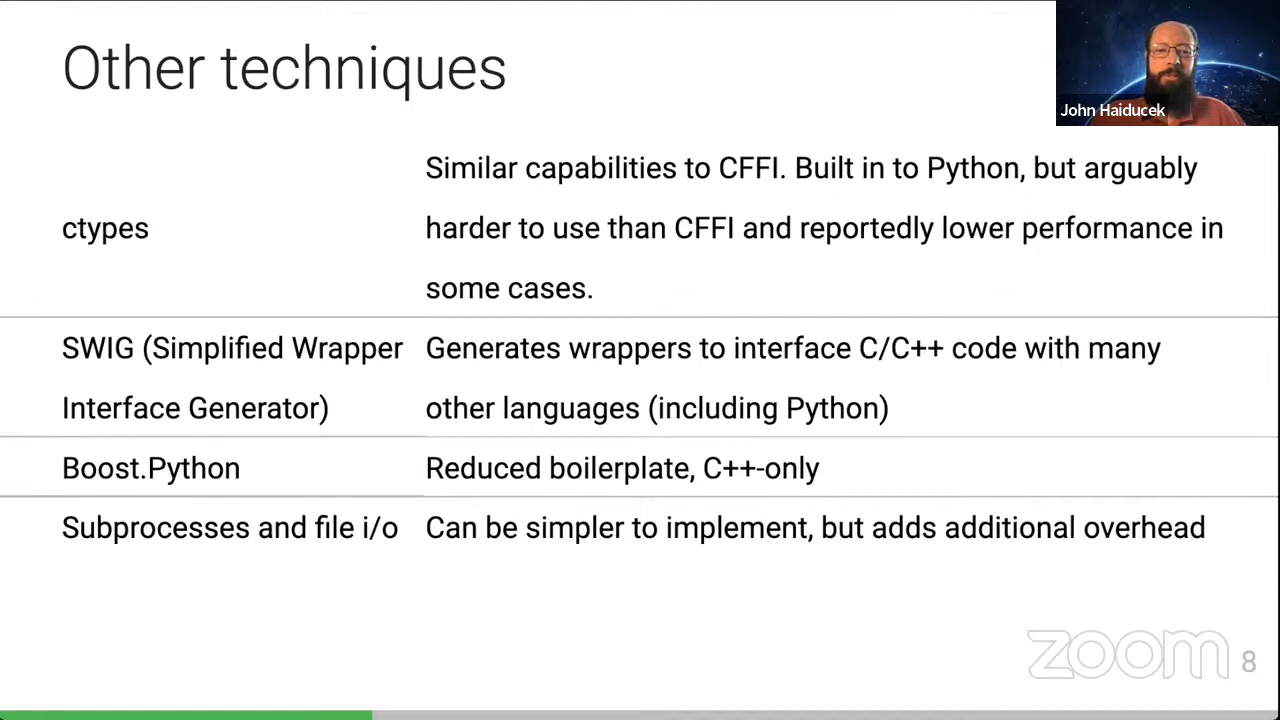 Other techniques
John Haiducek
Similar capabilities to CFFI. Built in to Python, but arguably
ctypes
harder to use than CFFI and reportedly lower performance in
some cases.
SWIG (Simplified Wrapper
Interface Generator)
Generates wrappers to interface C/C++ code with many
other languages (including Python)
Boost.Python
Reduced boilerplate, C++-only
Subprocesses and file i/o
Can be simpler to implement, but adds additional overhead
zoom
8